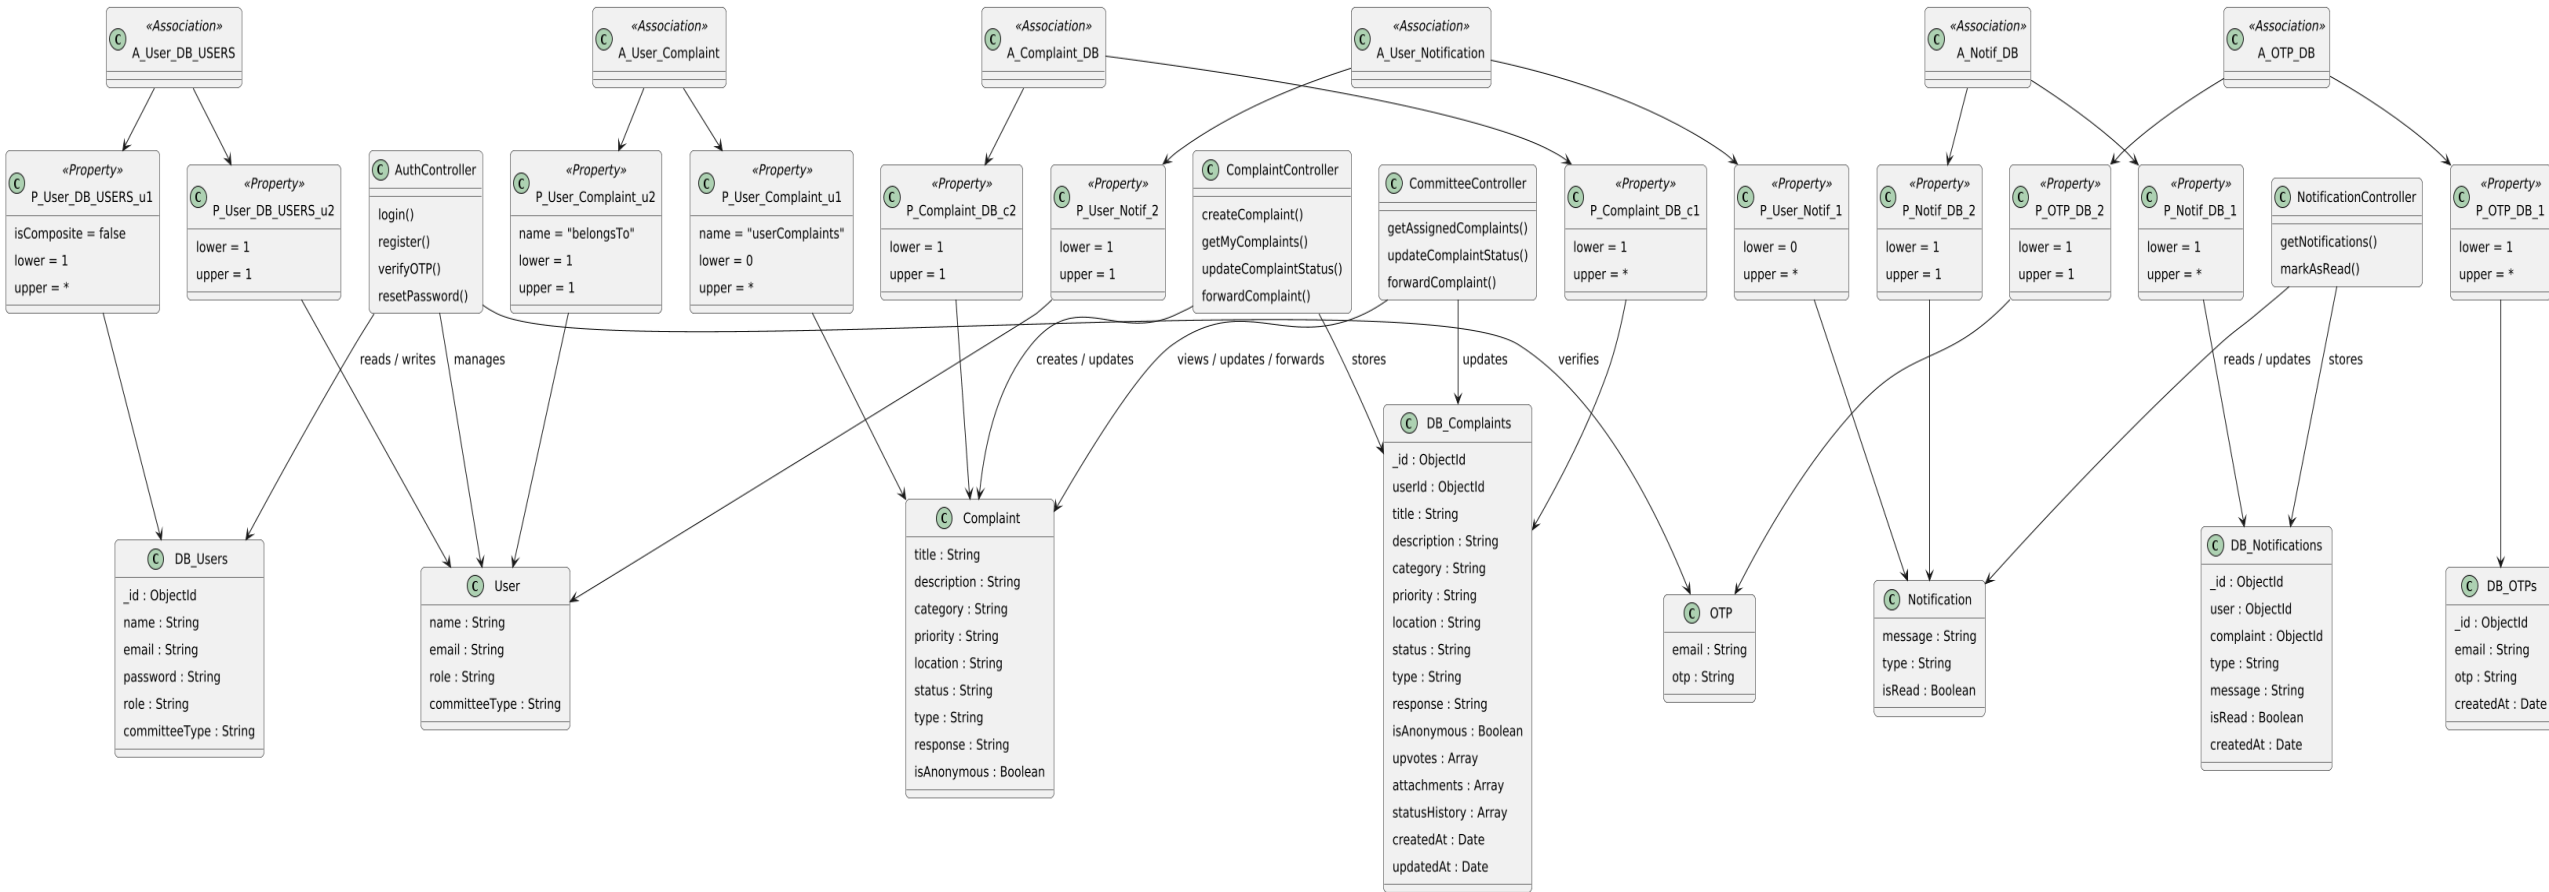 «Association»
A_User_DB_USERS
«Association»
A_User_Complaint
«Association»
A_Complaint_DB
«Association»
A_User_Notification
«Association»
A_Notif_DB
«Association»
A_OTP_DB
«Property»
P_User_DB_USERS_u1
isComposite = false
lower = 1
upper = *
«Property»
P_User_DB_USERS_u2
lower = 1
upper = 1
AuthController
login()
register()
verifyOTP()
resetPassword()
«Property»
P_User_Complaint_u2
name = "belongsTo"
lower = 1
upper = 1
«Property»
P_User_Complaint_u1
name = "userComplaints"
lower = 0
upper = *
«Property»
P_Complaint_DB_c2
lower = 1
upper = 1
«Property»
P_User_Notif_2
lower = 1
upper = 1
ComplaintController
createComplaint()
getMyComplaints()
updateComplaintStatus()
forwardComplaint()
CommitteeController
getAssignedComplaints()
updateComplaintStatus()
forwardComplaint()
«Property»
P_Complaint_DB_c1
lower = 1
upper = *
«Property»
P_User_Notif_1
lower = 0
upper = *
«Property»
P_Notif_DB_2
lower = 1
upper = 1
«Property»
P_OTP_DB_2
lower = 1
upper = 1
«Property»
P_Notif_DB_1
lower = 1
upper = *
NotificationController
getNotifications()
markAsRead()
«Property»
P_OTP_DB_1
lower = 1
upper = *
reads / writes
manages
creates / updates
views / updates / forwards
stores
updates
verifies
reads / updates
stores
DB_Users
_id : ObjectId
name : String
email : String
password : String
role : String
committeeType : String
User
name : String
email : String
role : String
committeeType : String
Complaint
title : String
description : String
category : String
priority : String
location : String
status : String
type : String
response : String
isAnonymous : Boolean
DB_Complaints
_id : ObjectId
userId : ObjectId
title : String
description : String
category : String
priority : String
location : String
status : String
type : String
response : String
isAnonymous : Boolean
upvotes : Array
attachments : Array
statusHistory : Array
createdAt : Date
updatedAt : Date
OTP
email : String
otp : String
Notification
message : String
type : String
isRead : Boolean
DB_Notifications
_id : ObjectId
user : ObjectId
complaint : ObjectId
type : String
message : String
isRead : Boolean
createdAt : Date
DB_OTPs
_id : ObjectId
email : String
otp : String
createdAt : Date